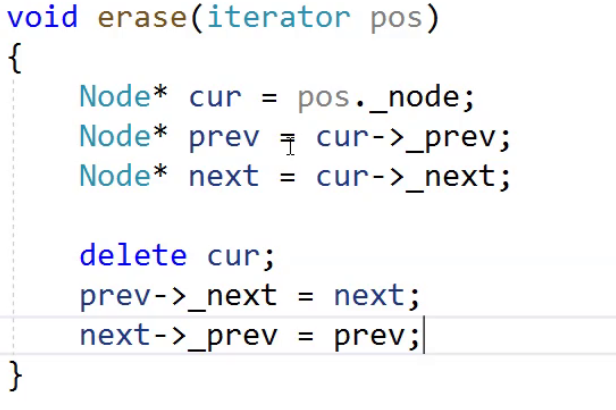 void erase(iterator pos)
{
    Node* cur = pos._node;
    Node* prev = cur->_prev;
    Node* next = cur->_next;

    delete cur;
    prev->_next = next;
    next->_prev = prev;
}